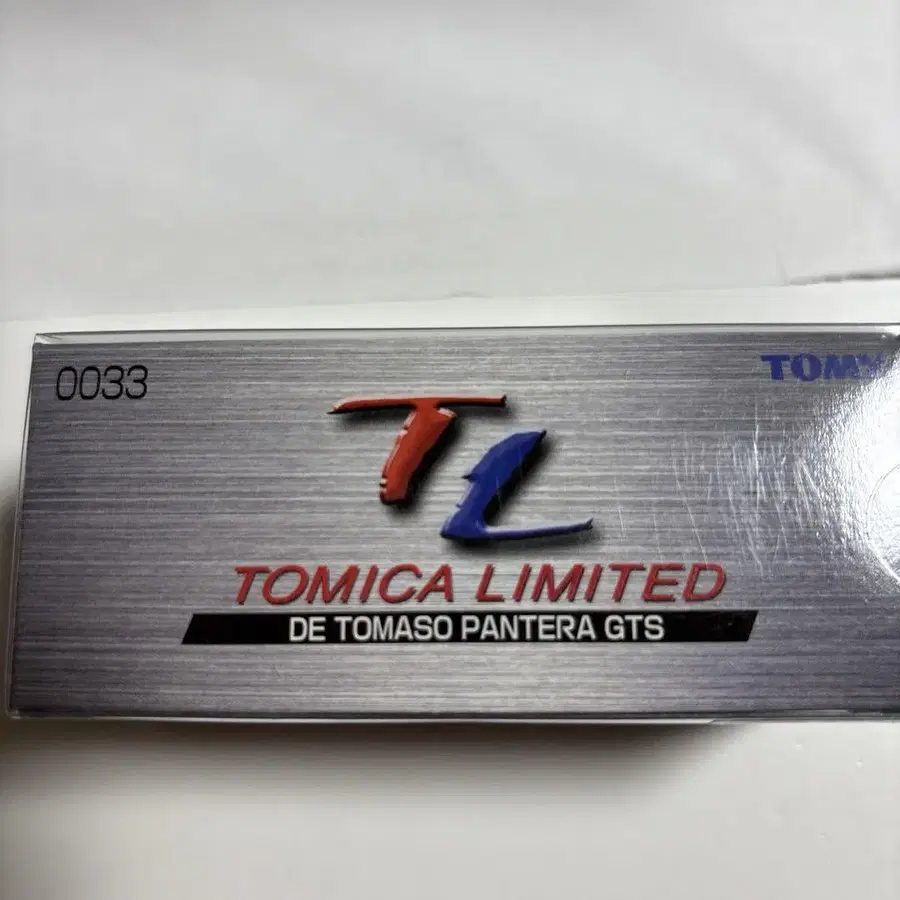 0033
TOMY
TL
TOMICA LIMITED
DE TOMASO PANTERA GTS